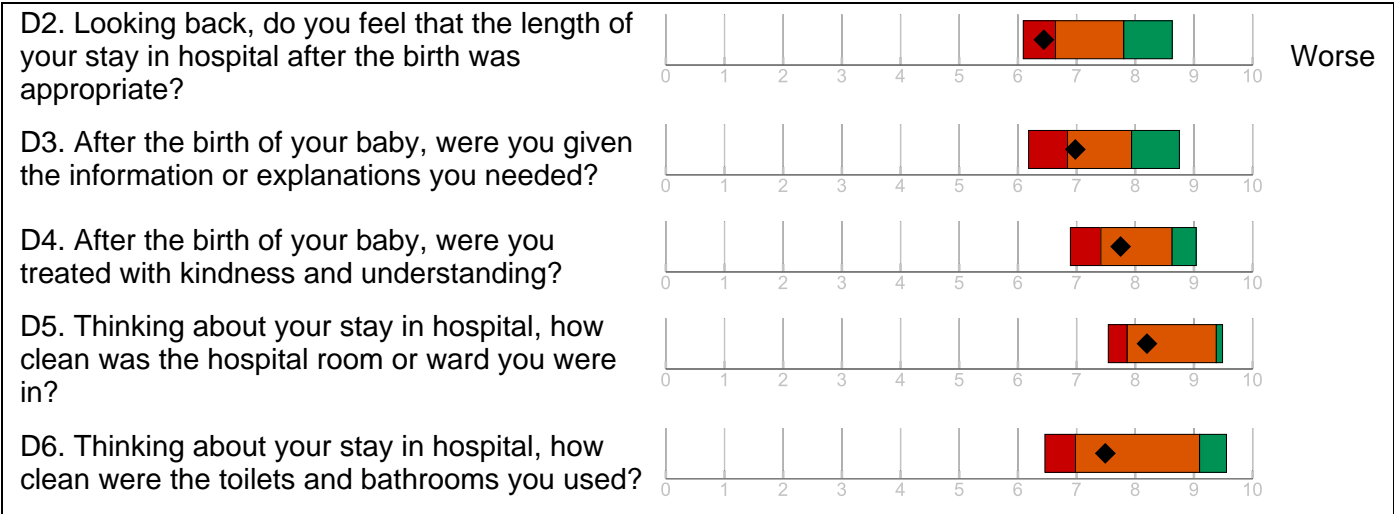 D2. Looking back, do you feel that the length of
your stay in hospital after the birth was
appropriate?
0 1 2 3 4 5 6 7 8 9 10
Worse
D3. After the birth of your baby, were you given
the information or explanations you needed?
0 1 2 3 4 5 6 7 8 9 10
D4. After the birth of your baby, were you
treated with kindness and understanding?
0 1 2 3 4 5 6 7 8 9 10
D5. Thinking about your stay in hospital, how
clean was the hospital room or ward you were
in?
0 1 2 3 4 5 6 7 8 9 10
D6. Thinking about your stay in hospital, how
clean were the toilets and bathrooms you used?
0 1 2 3 4 5 6 7 8 9 10